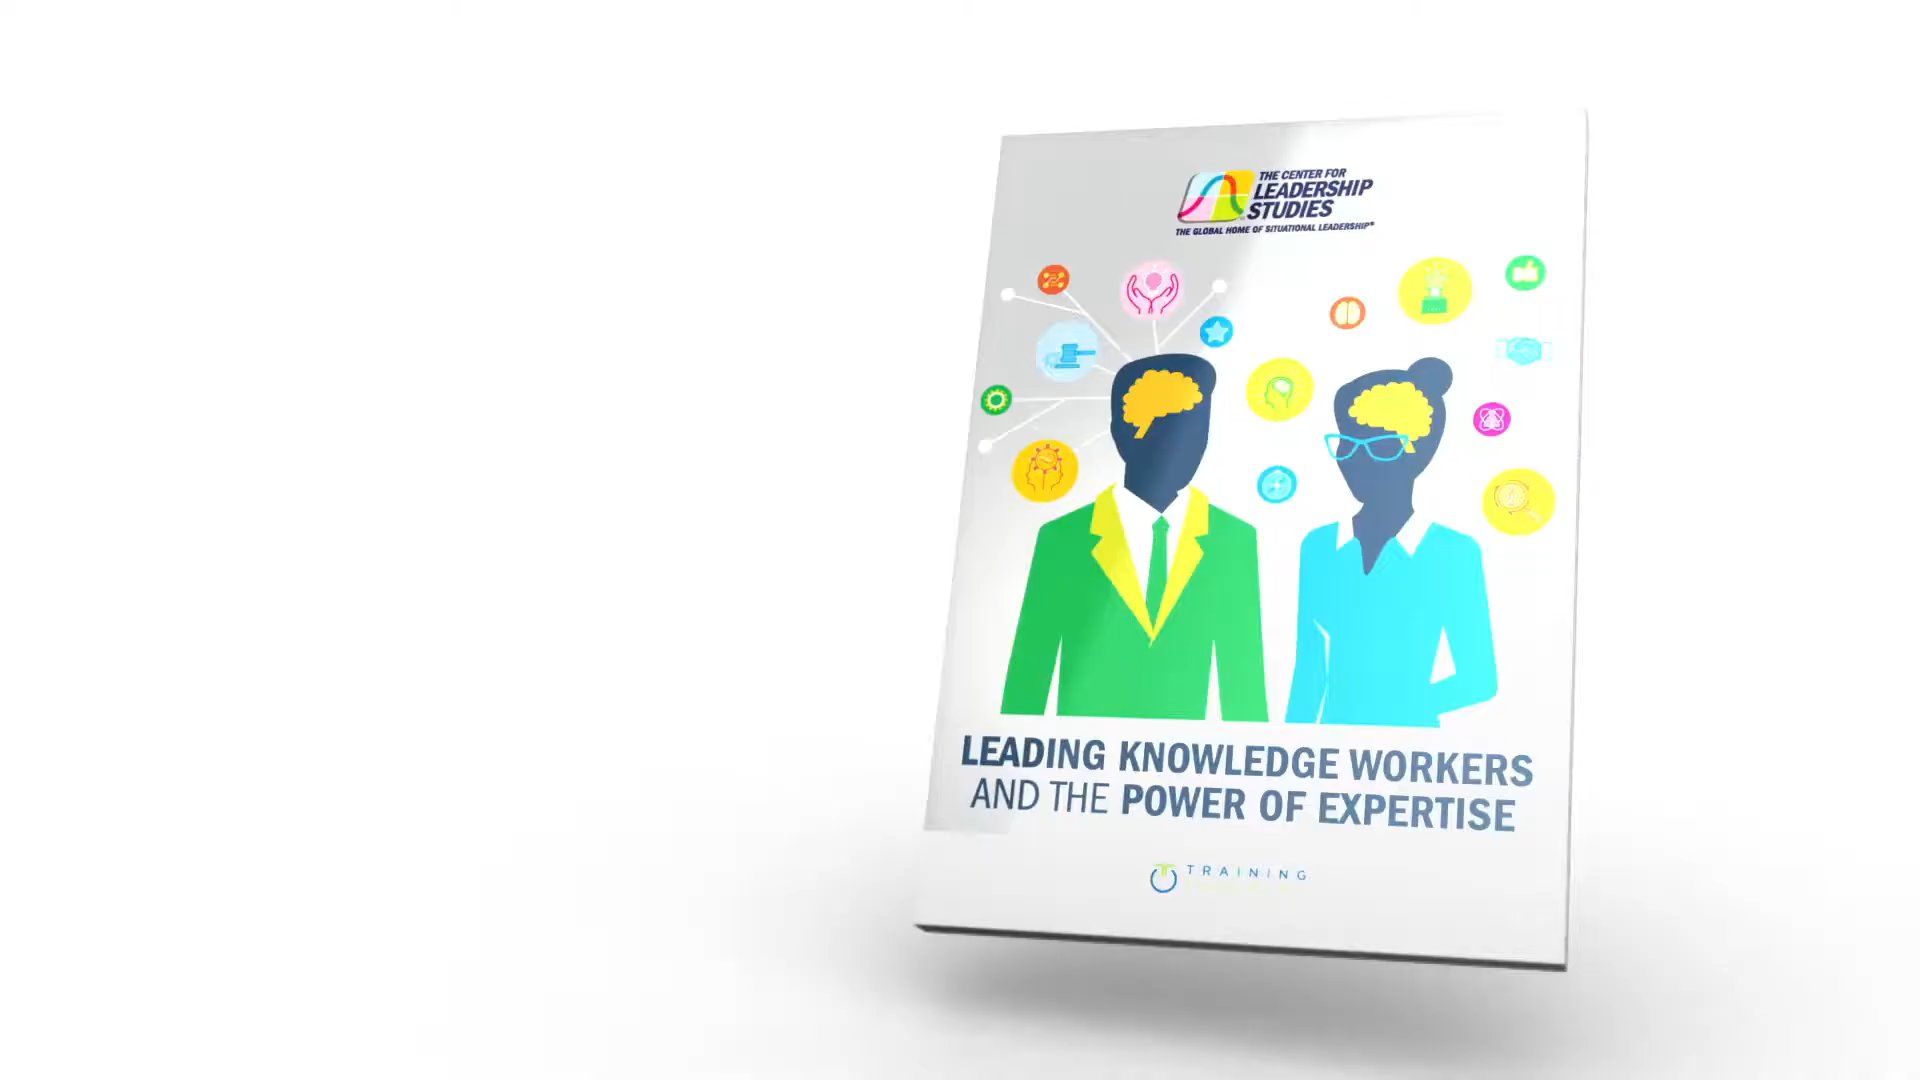 THE CENTER FOR
LEADERSHIP
STUDIES
THE GLOBAL HOME OF SITUATIONAL LEADERSHIP®
LEADING KNOWLEDGE WORKERS
AND THE POWER OF EXPERTISE
TRAINING